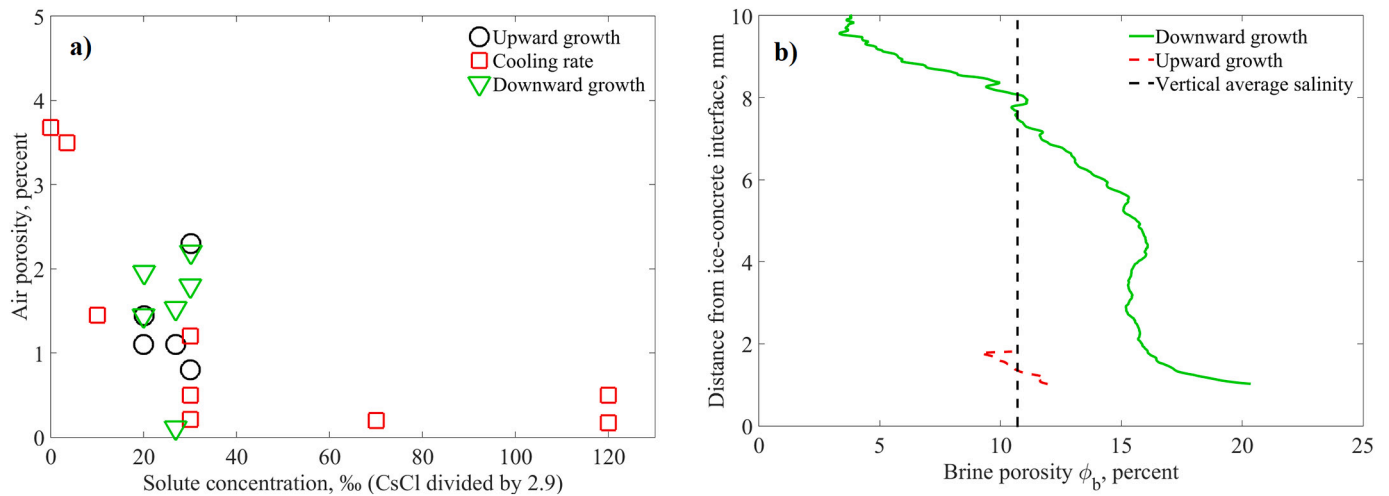 a)
Upward growth
Cooling rate
Downward growth
5
4
3
2
1
0
Air porosity, percent
0 20 40 60 80 100 120
Solute concentration, ‰ (CsCl divided by 2.9)
b)
Downward growth
Upward growth
Vertical average salinity
10
8
6
4
2
0
Distance from ice-concrete interface, mm
0 5 10 15 20 25
Brine porosity ϕb, percent